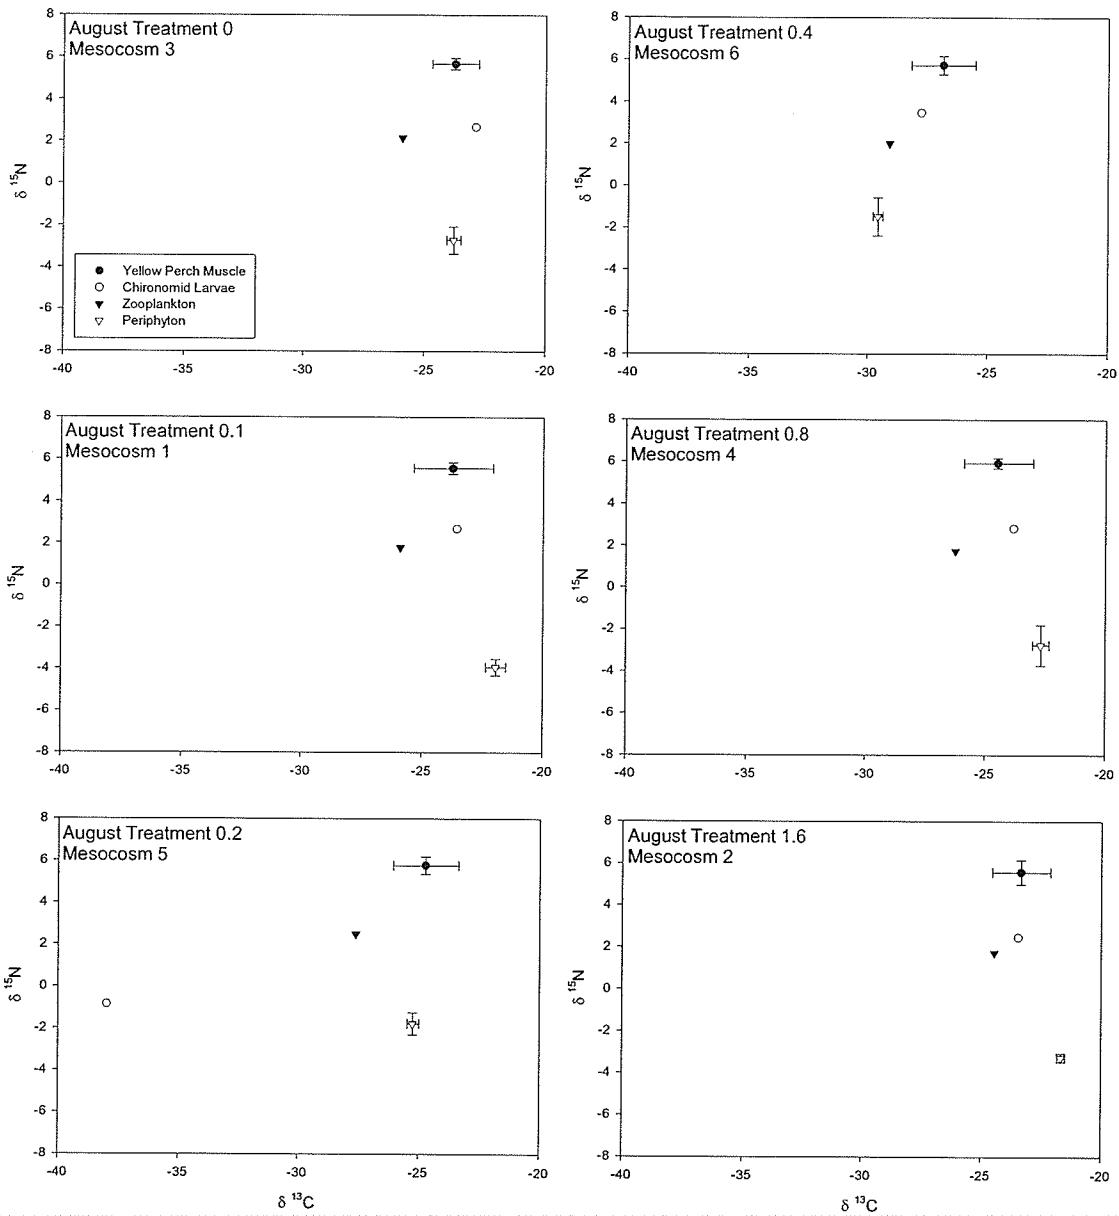 August Treatment 0
Mesocosm 3
8
6
4
2
0
-2
-4
-6
-8
δ 15N
Yellow Perch Muscle
Chironomid Larvae
Zooplankton
Periphyton
-40 -35 -30 -25 -20
August Treatment 0.4
Mesocosm 6
8
6
4
2
0
-2
-4
-6
-8
δ 15N
-40 -35 -30 -25 -20
August Treatment 0.1
Mesocosm 1
8
6
4
2
0
-2
-4
-6
-8
δ 15N
-40 -35 -30 -25 -20
August Treatment 0.8
Mesocosm 4
8
6
4
2
0
-2
-4
-6
-8
δ 15N
-40 -35 -30 -25 -20
August Treatment 0.2
Mesocosm 5
8
6
4
2
0
-2
-4
-6
-8
δ 15N
-40 -35 -30 -25 -20
δ 13C
August Treatment 1.6
Mesocosm 2
8
6
4
2
0
-2
-4
-6
-8
δ 15N
-40 -35 -30 -25 -20
δ 13C